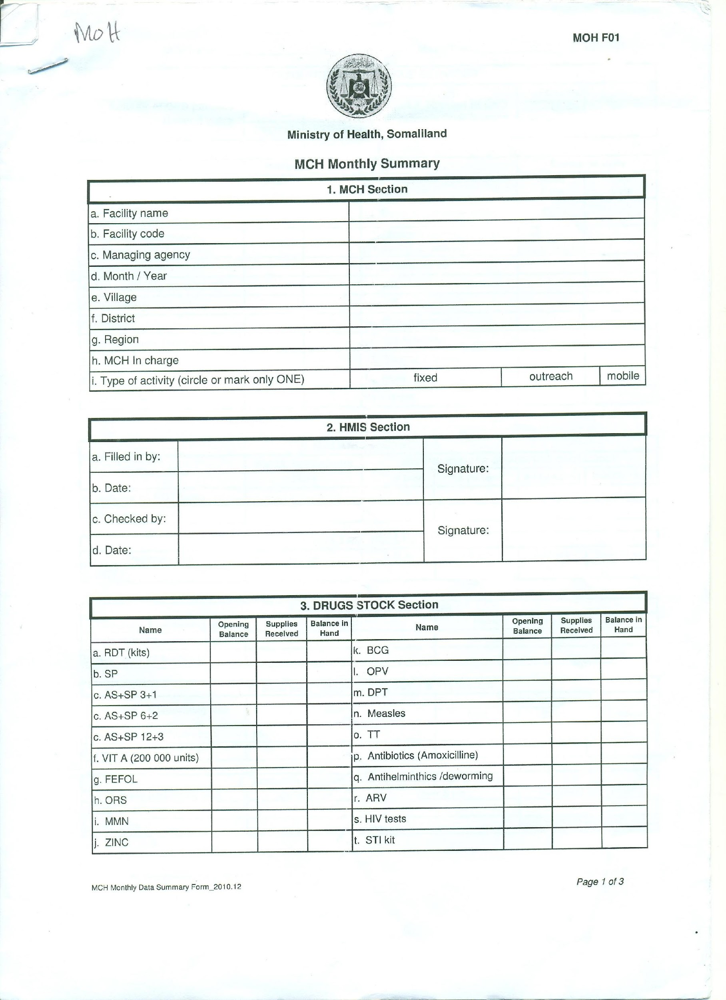 MOH
MOH F01
Ministry of Health, Somaliland
MCH Monthly Summary
1. MCH Section
a. Facility name
b. Facility code
c. Managing agency
d. Month / Year
e. Village
f. District
g. Region
h. MCH In charge
i. Type of activity (circle or mark only ONE) fixed outreach mobile
2. HMIS Section
a. Filled in by:
Signature:
b. Date:
c. Checked by:
Signature:
d. Date:
3. DRUGS STOCK Section
Name Opening Balance Supplies Received Balance in Hand Name Opening Balance Supplies Received Balance in Hand
a. RDT (kits) k. BCG
b. SP l. OPV
c. AS+SP 3+1 m. DPT
c. AS+SP 6+2 n. Measles
c. AS+SP 12+3 o. TT
f. VIT A (200 000 units) p. Antibiotics (Amoxicilline)
g. FEFOL q. Antihelminthics /deworming
h. ORS r. ARV
i. MMN s. HIV tests
j. ZINC t. STI kit
MCH Monthly Data Summary Form_2010.12
Page 1 of 3